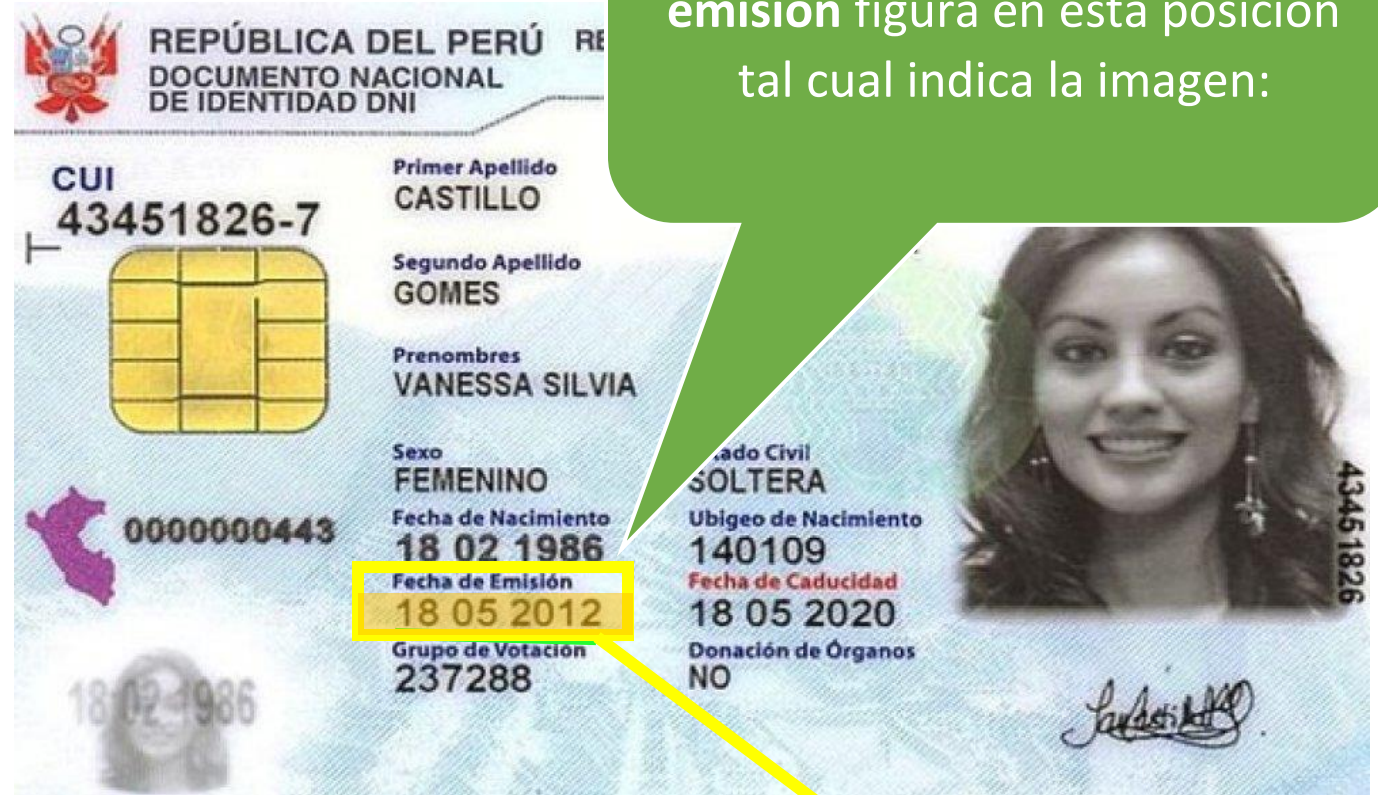 emisión figura en esta posición
tal cual indica la imagen:
REPÚBLICA DEL PERÚ
DOCUMENTO NACIONAL
DE IDENTIDAD DNI
CUI
43451826-7
Primer Apellido
CASTILLO
Segundo Apellido
GOMES
Prenombres
VANESSA SILVIA
Sexo
FEMENINO
Civil
SOLTERA
Fecha de Nacimiento
18 02 1986
Ubigeo de Nacimiento
140109
0000000443
Fecha de Emisión
18 05 2012
Fecha de Caducidad
18 05 2020
Grupo de Votación
237288
Donación de Órganos
NO
18 02 1986
43451826